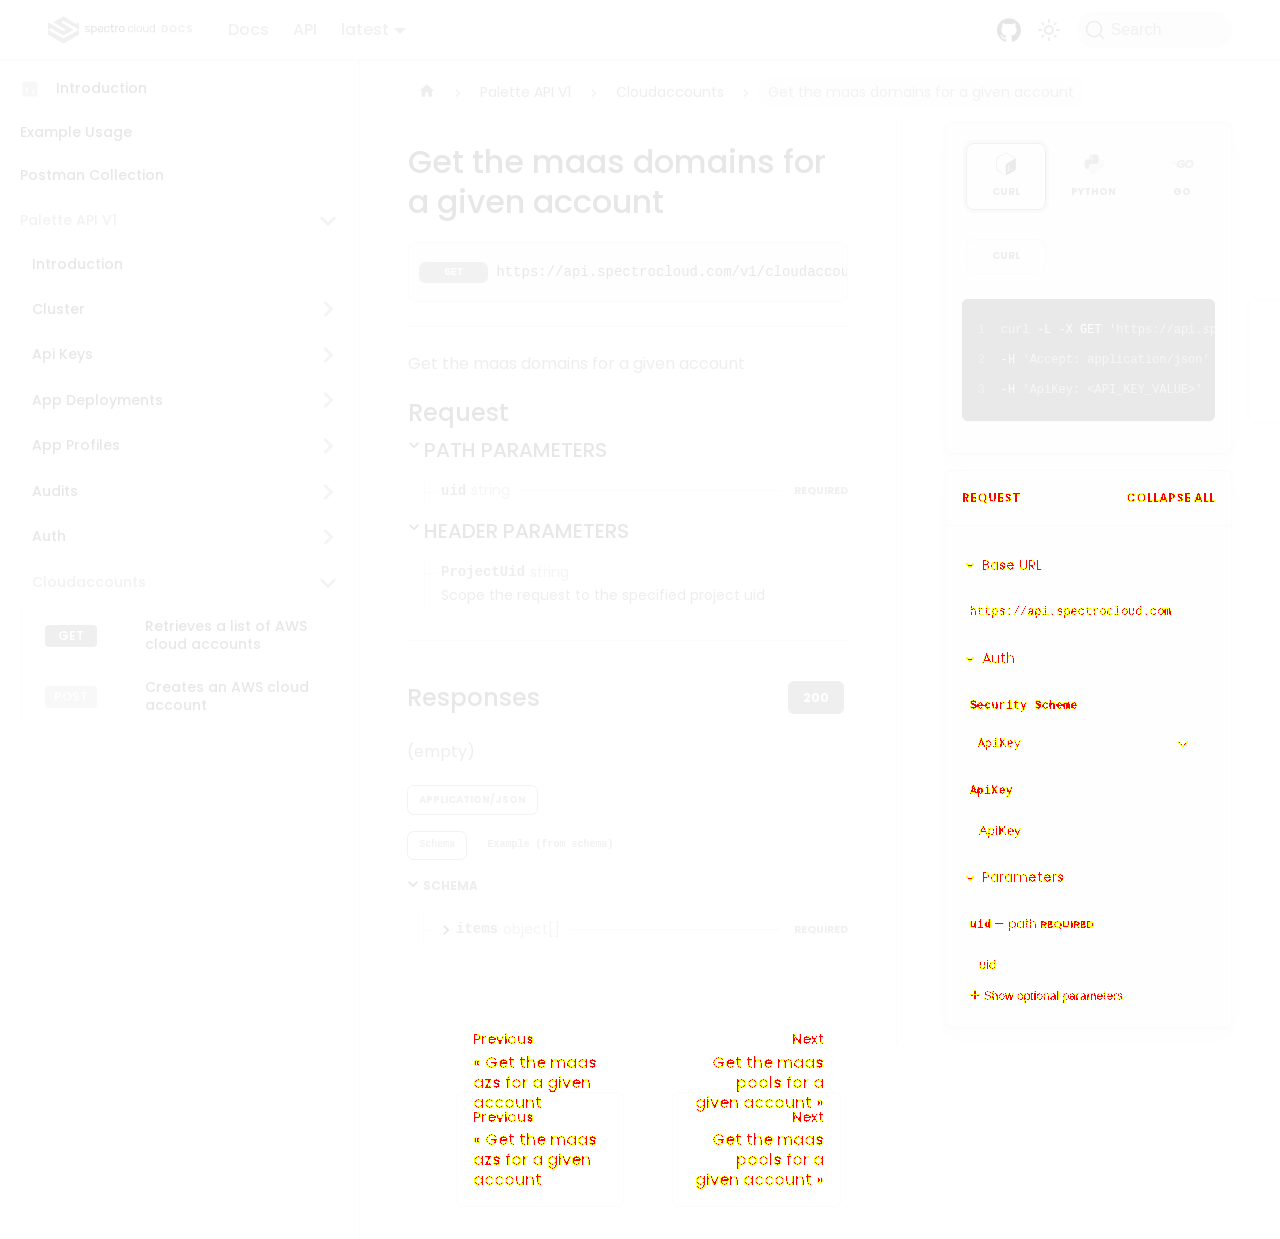 spectro cloud DOCS Docs API latest Search
Introduction
Example Usage
Postman Collection
Palette API V1
Introduction
Cluster
Api Keys
App Deployments
App Profiles
Audits
Auth
Cloudaccounts
GET Retrieves a list of AWS
cloud accounts
POST Creates an AWS cloud
account
Palette API V1 Cloudaccounts Get the maas domains for a given account
Get the maas domains for
a given account
GET https://api.spectrocloud.com/v1/cloudaccou
Get the maas domains for a given account
Request
PATH PARAMETERS
uid string REQUIRED
HEADER PARAMETERS
ProjectUid string
Scope the request to the specified project uid
Responses 200
(empty)
APPLICATION/JSON
Schema Example (from schema)
SCHEMA
items object[] REQUIRED
Previous
« Get the maas
azs for a given
account
Next
Get the maas
pools for a
given account »
Previous
« Get the maas
azs for a given
account
Next
Get the maas
pools for a
given account »
CURL PYTHON GO
CURL
1 curl -L -X GET 'https://api.sp
2 -H 'Accept: application/json'
3 -H 'ApiKey: <API_KEY_VALUE>'
REQUEST COLLAPSE ALL
Base URL
https://api.spectrocloud.com
Auth
Security Scheme
ApiKey
ApiKey
ApiKey
Parameters
uid — path REQUIRED
uid
Show optional parameters